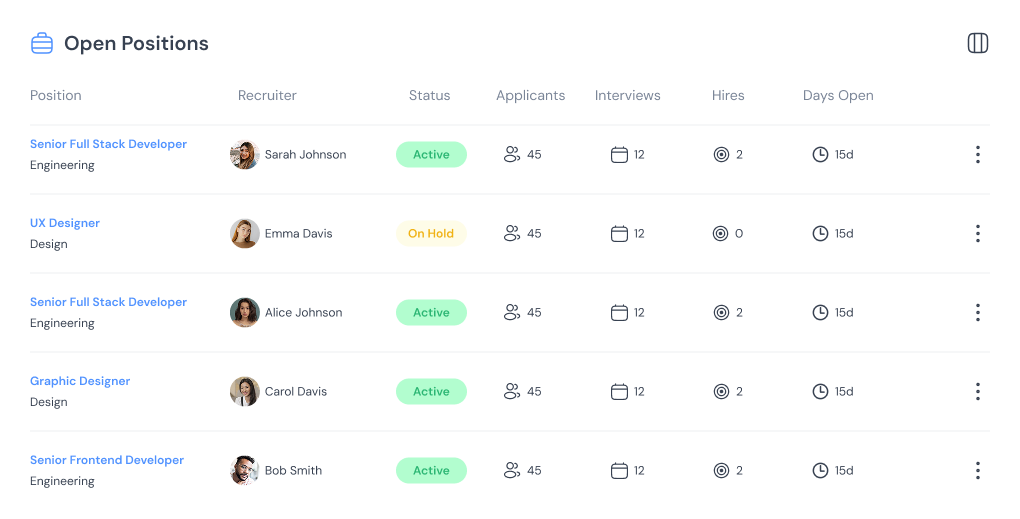 Open Positions
Position Recruiter Status Applicants Interviews Hires Days Open
Senior Full Stack Developer
Engineering
Sarah Johnson Active 45 12 2 15d
UX Designer
Design
Emma Davis On Hold 45 12 0 15d
Senior Full Stack Developer
Engineering
Alice Johnson Active 45 12 2 15d
Graphic Designer
Design
Carol Davis Active 45 12 2 15d
Senior Frontend Developer
Engineering
Bob Smith Active 45 12 2 15d